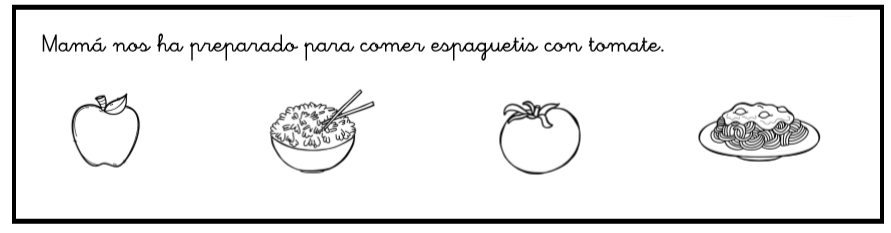 Mamá nos ha preparado para comer espaguetis con tomate.